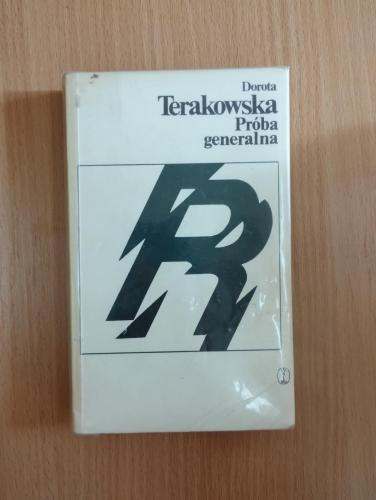 Dorota
Terakowska
Próba
generalna
R